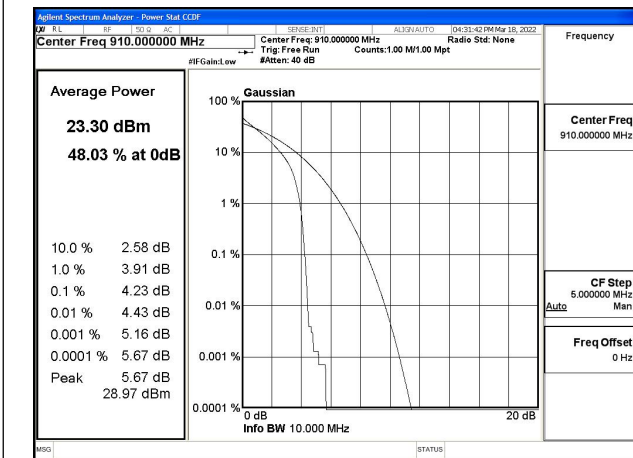 Agilent Spectrum Analyzer - Power Stat CCDF
RL RF 50 Ω AC SENSE:INT ALIGNAUTO 04:31:42 PM Mar 18, 2022
Center Freq 910.000000 MHz
Center Freq: 910.000000 MHz Radio Std: None
Trig: Free Run Counts:1.00 M/1.00 Mpt
#IFGain:Low #Atten: 40 dB
Frequency
Average Power
23.30 dBm
48.03 % at 0dB
10.0 % 2.58 dB
1.0 % 3.91 dB
0.1 % 4.23 dB
0.01 % 4.43 dB
0.001 % 5.16 dB
0.0001 % 5.67 dB
Peak 5.67 dB
28.97 dBm
Gaussian
100 %
10 %
1 %
0.1 %
0.01 %
0.001 %
0.0001 %
0 dB 20 dB
Info BW 10.000 MHz
Center Freq
910.000000 MHz
CF Step
5.000000 MHz
Auto Man
Freq Offset
0 Hz
MSG STATUS